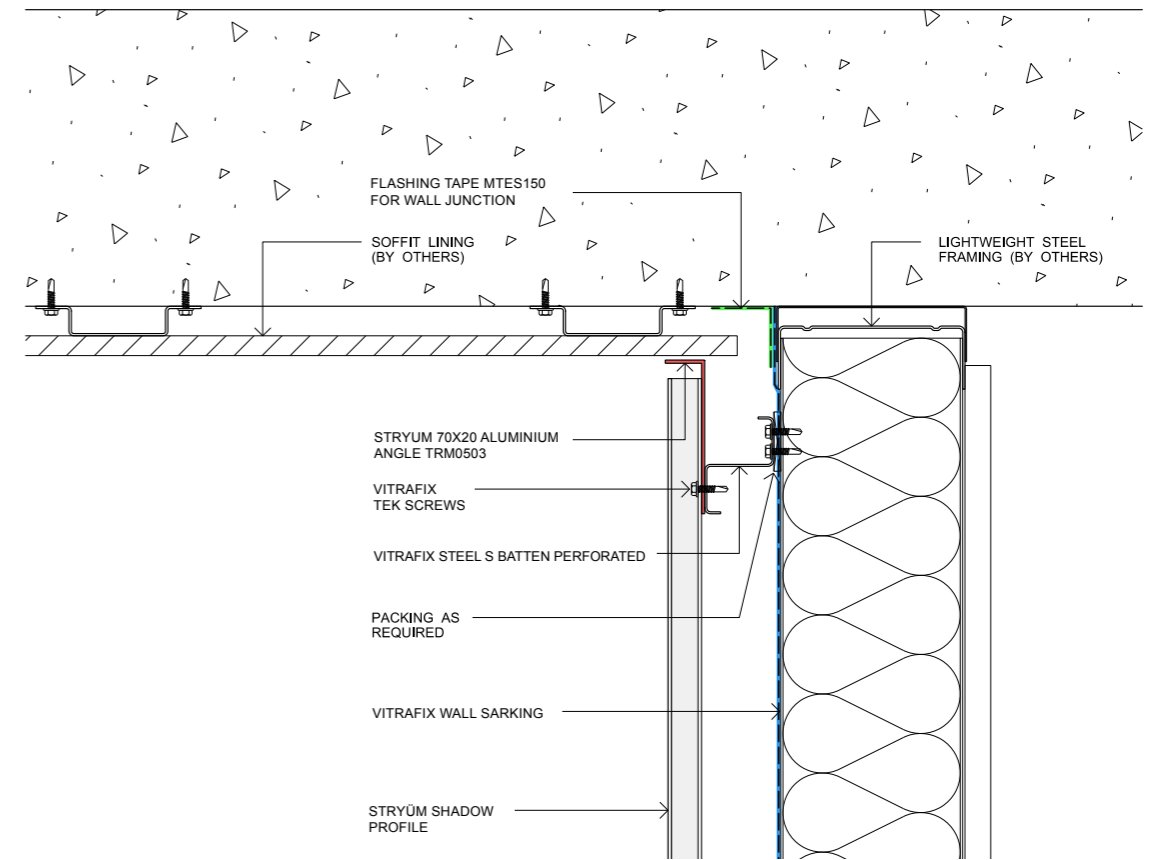 FLASHING TAPE MTES150
FOR WALL JUNCTION
SOFFIT LINING
(BY OTHERS)
LIGHTWEIGHT STEEL
FRAMING (BY OTHERS)
STRYUM 70X20 ALUMINIUM
ANGLE TRM0503
VITRAFIX
TEK SCREWS
VITRAFIX STEEL S BATTEN PERFORATED
PACKING AS
REQUIRED
VITRAFIX WALL SARKING
STRYÜM SHADOW
PROFILE